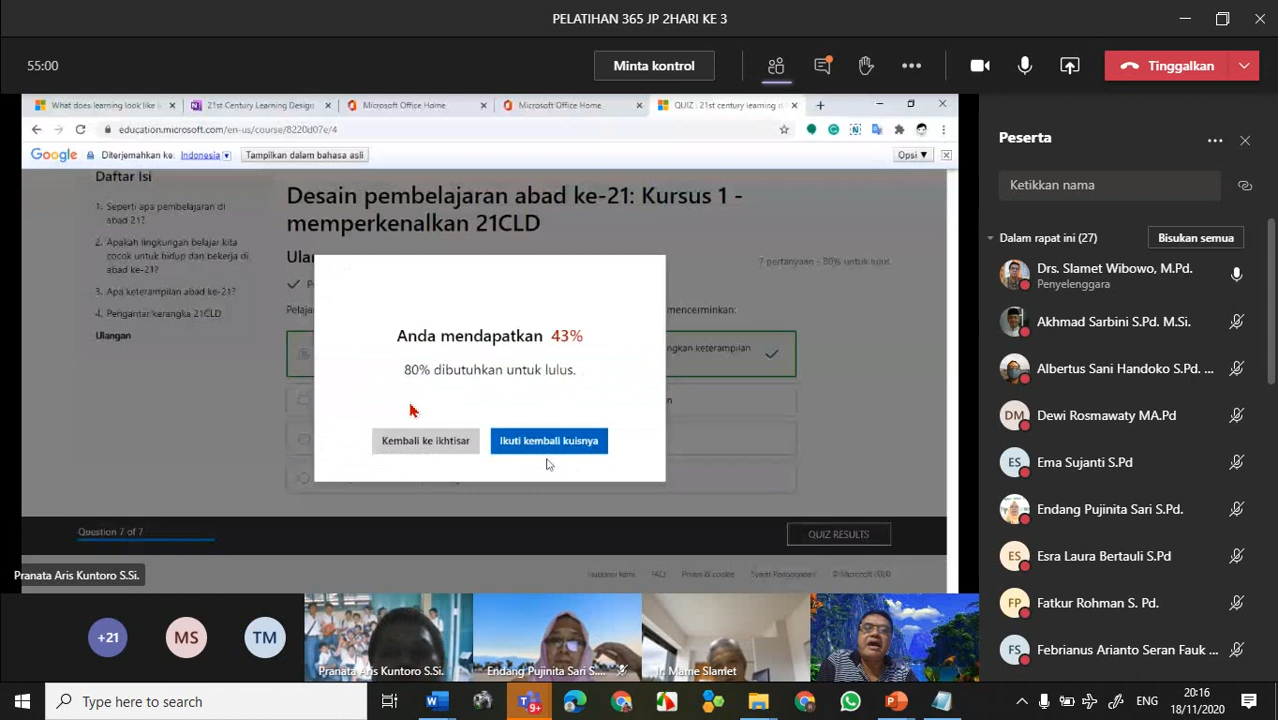 PELATIHAN 365 JP 2HARI KE 3
55:00
Minta kontrol
Tinggalkan
What does learning look like
21st Century Learning Design
Microsoft Office Home
Microsoft Office Home
QUIZ : 21st century learning d
education.microsoft.com/en-us/course/8220d07e/4
Google
Diterjemahkan ke:
Indonesia
Tampilkan dalam bahasa asli
Opsi
Daftar Isi
1. Seperti apa pembelajaran di
abad 21?
2. Apakah lingkungan belajar kita
cocok untuk hidup dan bekerja di
abad ke-21?
3. Apa keterampilan abad ke-21?
4. Pengantar kerangka 21CLD
Ulangan
Desain pembelajaran abad ke-21: Kursus 1 -
memperkenalkan 21CLD
Ulan
7 pertanyaan - 80% untuk lulus.
mencerminkan:
ngkan keterampilan
Anda mendapatkan 43%
80% dibutuhkan untuk lulus.
Kembali ke ikhtisar
Ikuti kembali kuisnya
Question 7 of 7
QUIZ RESULTS
FAQ
Pranata Aris Kuntoro S.Si.
+21
MS
TM
Pranata Aris Kuntoro S.Si.
Endang Pujinita Sari S....
Ir. Mame Slamet
Peserta
Ketikkan nama
Dalam rapat ini (27)
Bisukan semua
Drs. Slamet Wibowo, M.Pd.
Penyelenggara
Akhmad Sarbini S.Pd. M.Si.
Albertus Sani Handoko S.Pd. ...
DM
Dewi Rosmawaty MA.Pd
ES
Ema Sujanti S.Pd
Endang Pujinita Sari S.Pd.
ES
Esra Laura Bertauli S.Pd
FP
Fatkur Rohman S. Pd.
FS
Febrianus Arianto Seran Fauk ...
Type here to search
9+
ENG
20:16
18/11/2020